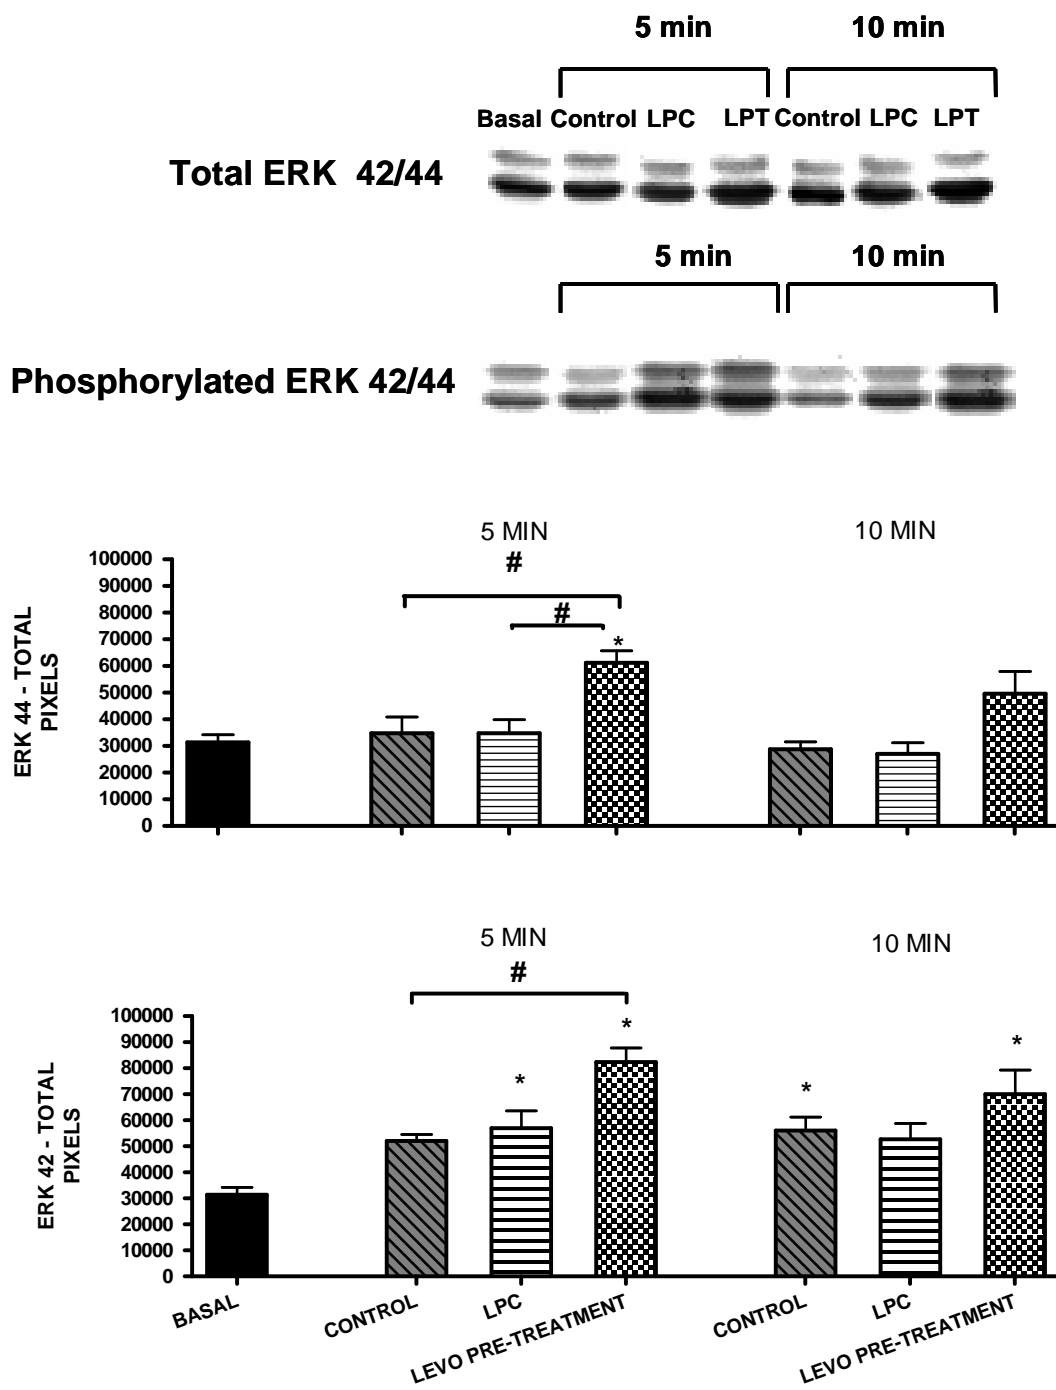 5 min 10 min
Basal Control LPC LPT Control LPC LPT
Total ERK 42/44
5 min 10 min
Phosphorylated ERK 42/44
5 MIN 10 MIN
#
#
*
100000
90000
80000
70000
60000
50000
40000
30000
20000
10000
0
ERK 44 - TOTAL
PIXELS
5 MIN 10 MIN
#
* * * *
100000
90000
80000
70000
60000
50000
40000
30000
20000
10000
0
ERK 42 - TOTAL
PIXELS
BASAL
CONTROL
LPC
LEVO PRE-TREATMENT
CONTROL
LPC
LEVO PRE-TREATMENT